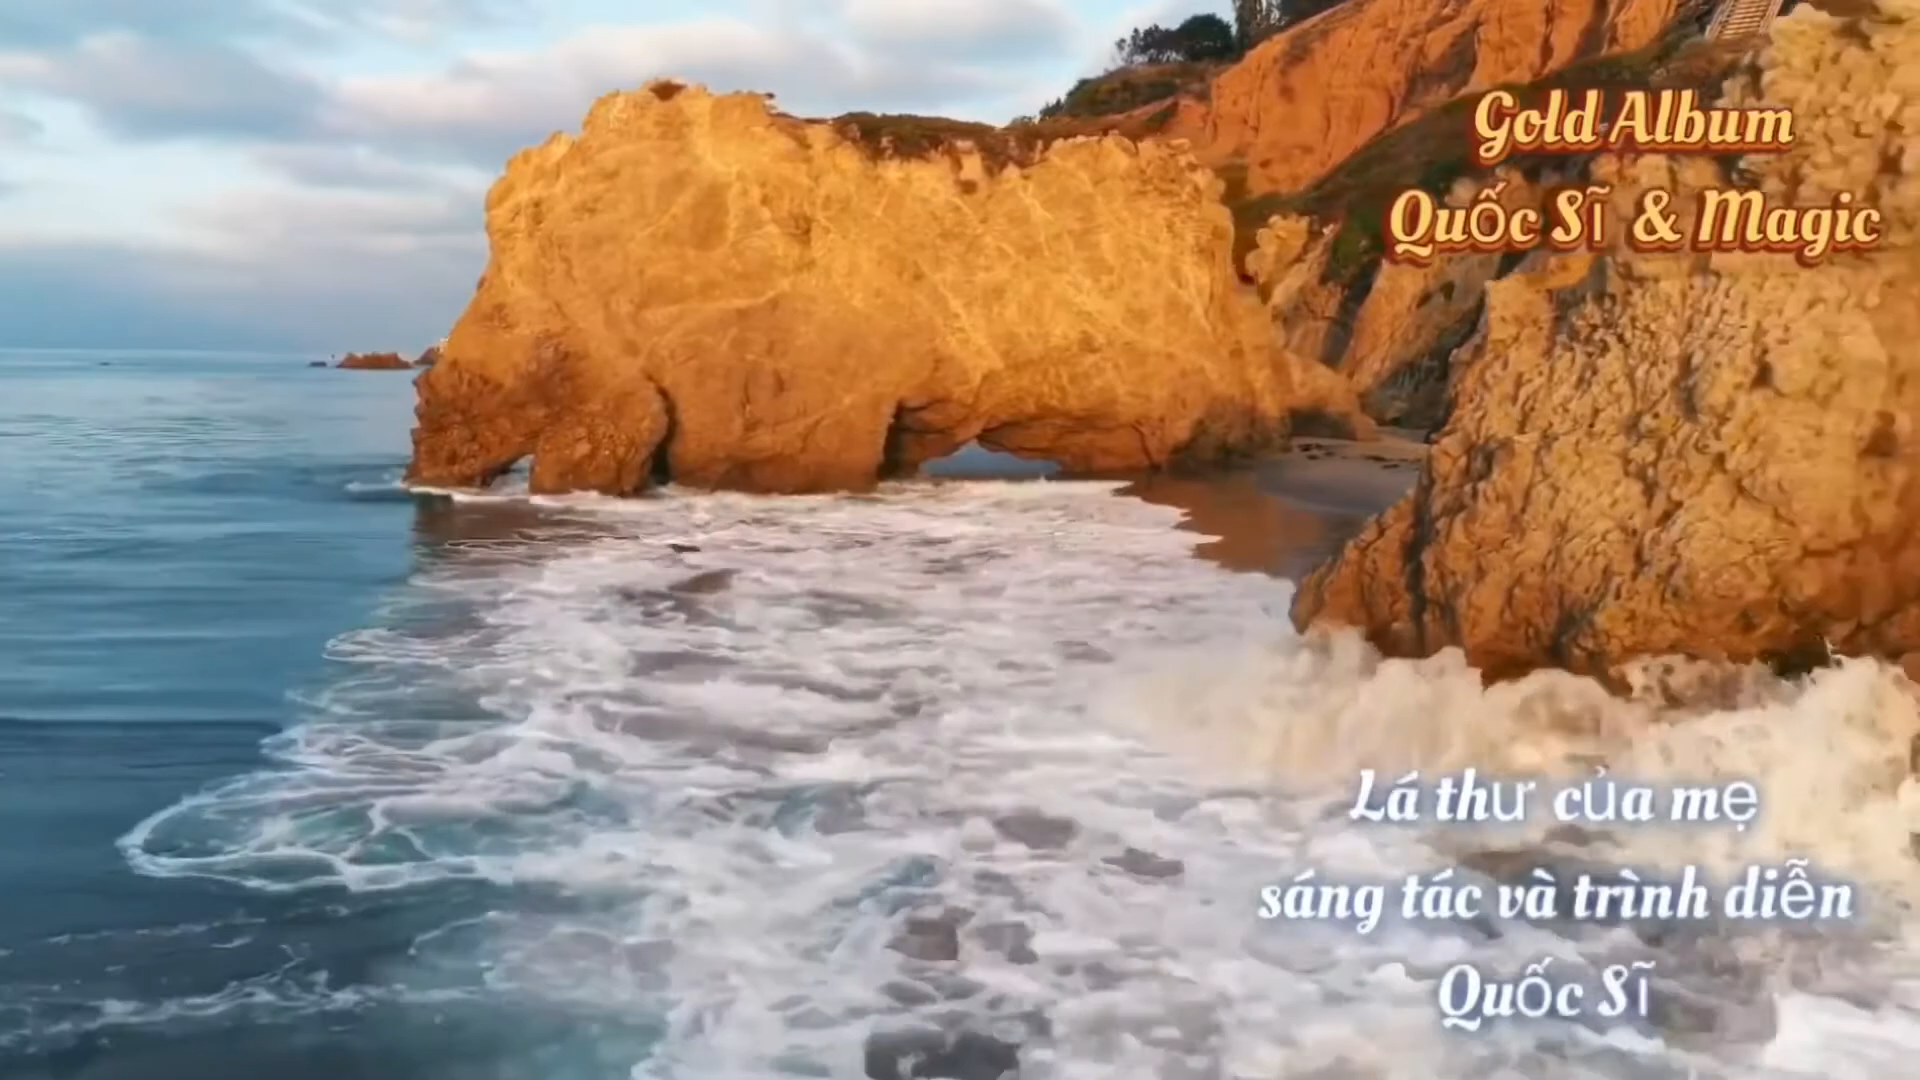 Gold Album
Quốc Sĩ & Magic
Lá thư của mẹ
sáng tác và trình diễn
Quốc Sĩ